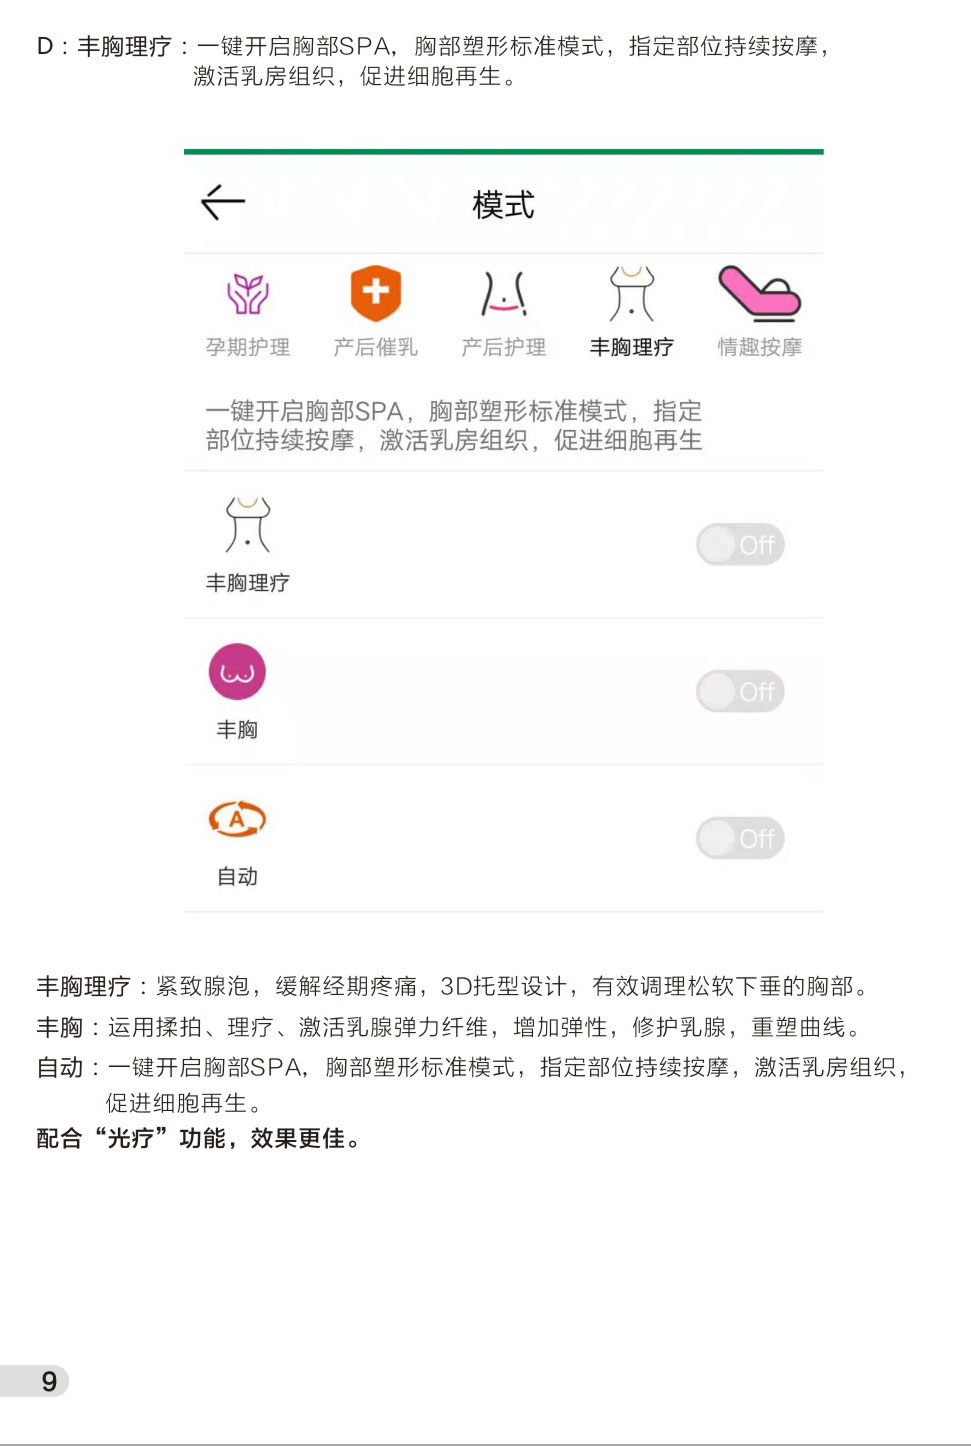 D：丰胸理疗：一键开启胸部SPA，胸部塑形标准模式，指定部位持续按摩，
激活乳房组织，促进细胞再生。
模式
孕期护理 产后催乳 产后护理 丰胸理疗 情趣按摩
一键开启胸部SPA，胸部塑形标准模式，指定
部位持续按摩，激活乳房组织，促进细胞再生
Off
丰胸理疗
Off
丰胸
A
Off
自动
丰胸理疗：紧致腺泡，缓解经期疼痛，3D托型设计，有效调理松软下垂的胸部。
丰胸：运用揉拍、理疗、激活乳腺弹力纤维，增加弹性，修护乳腺，重塑曲线。
自动：一键开启胸部SPA，胸部塑形标准模式，指定部位持续按摩，激活乳房组织，
促进细胞再生。
配合“光疗”功能，效果更佳。
9